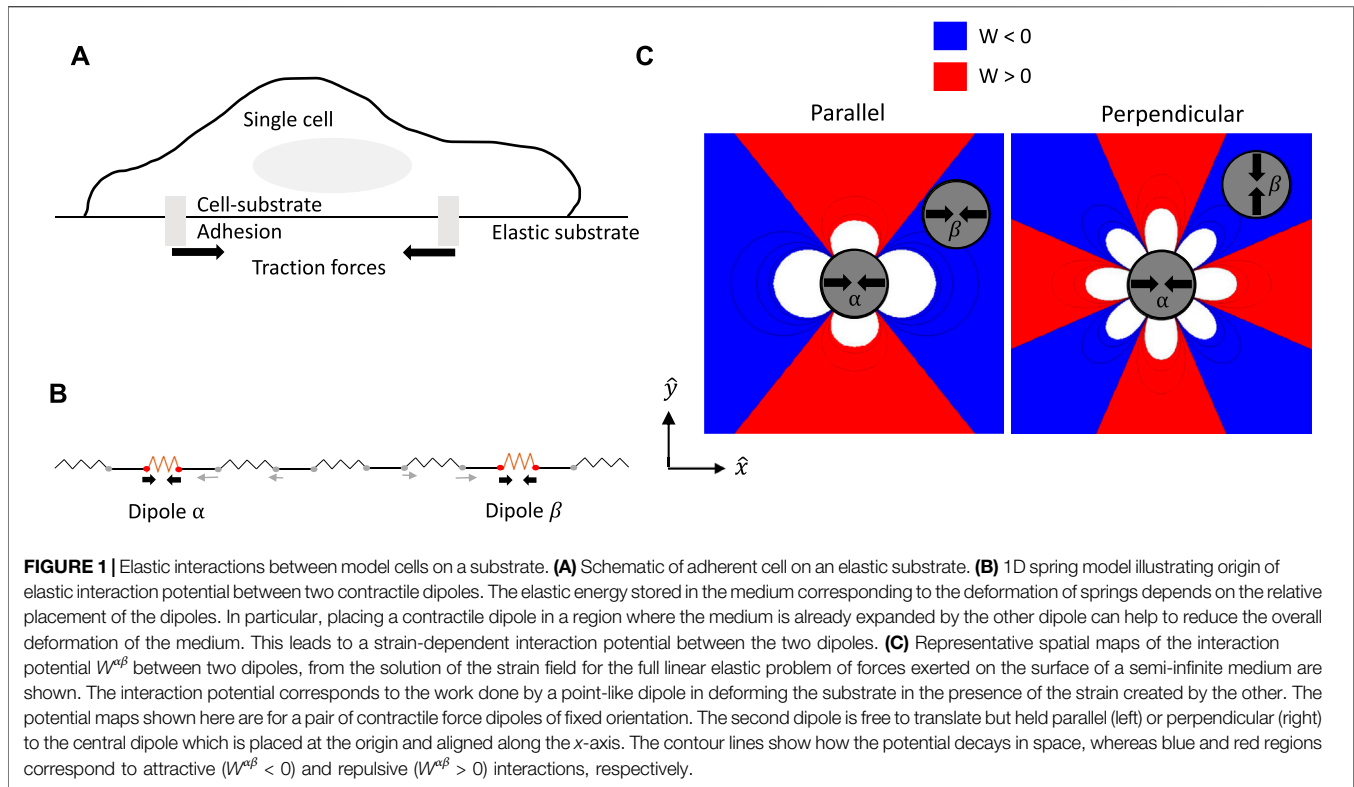 A
Single cell
Cell-substrate
Adhesion
Elastic substrate
Traction forces
B
Dipole α
Dipole β
C
W < 0
W > 0
Parallel
Perpendicular
β
α
β
α
ŷ
x̂
FIGURE 1 | Elastic interactions between model cells on a substrate. (A) Schematic of adherent cell on an elastic substrate. (B) 1D spring model illustrating origin of
elastic interaction potential between two contractile dipoles. The elastic energy stored in the medium corresponding to the deformation of springs depends on the relative
placement of the dipoles. In particular, placing a contractile dipole in a region where the medium is already expanded by the other dipole can help to reduce the overall
deformation of the medium. This leads to a strain-dependent interaction potential between the two dipoles. (C) Representative spatial maps of the interaction
potential Wαβ between two dipoles, from the solution of the strain field for the full linear elastic problem of forces exerted on the surface of a semi-infinite medium are
shown. The interaction potential corresponds to the work done by a point-like dipole in deforming the substrate in the presence of the strain created by the other. The
potential maps shown here are for a pair of contractile force dipoles of fixed orientation. The second dipole is free to translate but held parallel (left) or perpendicular (right)
to the central dipole which is placed at the origin and aligned along the x-axis. The contour lines show how the potential decays in space, whereas blue and red regions
correspond to attractive (Wαβ < 0) and repulsive (Wαβ > 0) interactions, respectively.